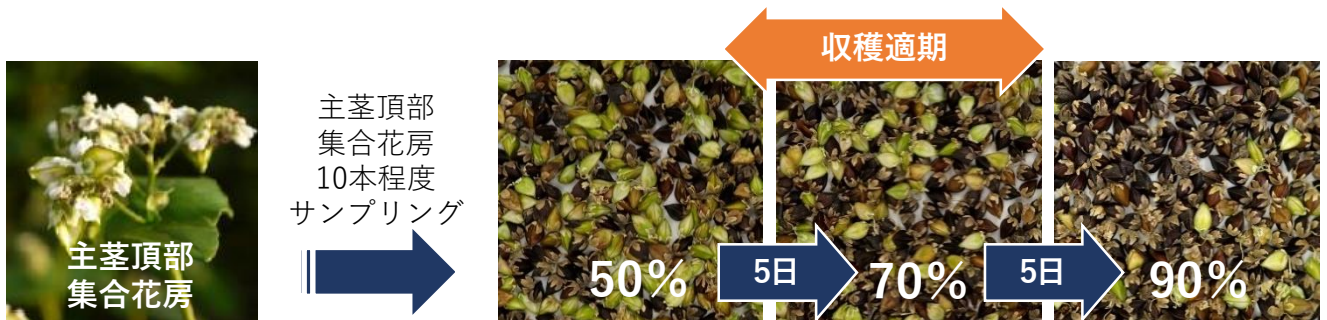 収穫適期
主茎頂部
集合花房
主茎頂部
集合花房
10本程度
サンプリング
50%
5日
70%
5日
90%